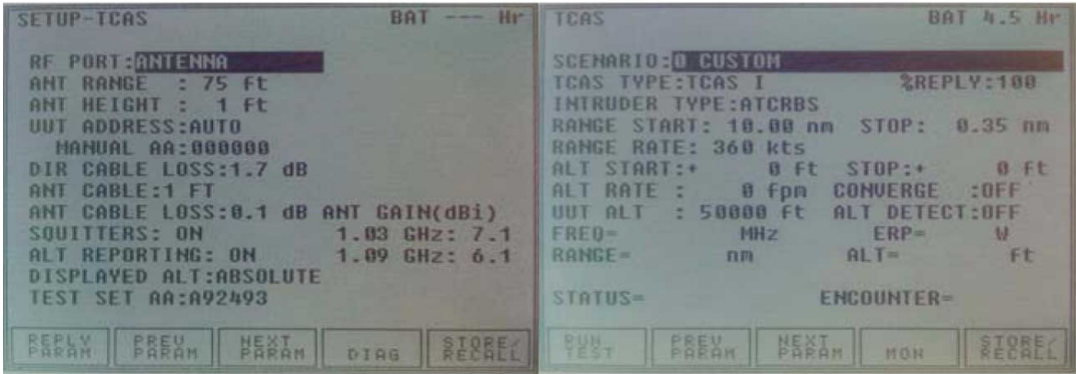 SETUP-TCAS BAT --- Hr
RF PORT:ANTENNA
ANT RANGE : 75 ft
ANT HEIGHT : 1 ft
UUT ADDRESS:AUTO
MANUAL AA:000000
DIR CABLE LOSS:1.7 dB
ANT CABLE:1 FT
ANT CABLE LOSS:0.1 dB ANT GAIN(dBi)
SQUITTERS: ON 1.03 GHz: 7.1
ALT REPORTING: ON 1.09 GHz: 6.1
DISPLAYED ALT:ABSOLUTE
TEST SET AA:A92493
REPLY PARAM PREV PARAM NEXT PARAM DIAG STORE/ RECALL
TCAS BAT 4.5 Hr
SCENARIO:0 CUSTOM
TCAS TYPE:TCAS I %REPLY:100
INTRUDER TYPE:ATCRBS
RANGE START: 10.00 nm STOP: 0.35 nm
RANGE RATE: 360 kts
ALT START:+ 0 ft STOP:+ 0 ft
ALT RATE : 0 fpm CONVERGE :OFF
UUT ALT : 50000 ft ALT DETECT:OFF
FREQ= MHz ERP= W
RANGE= nm ALT= ft
STATUS= ENCOUNTER=
RUN TEST PREV PARAM NEXT PARAM MON STORE/ RECALL